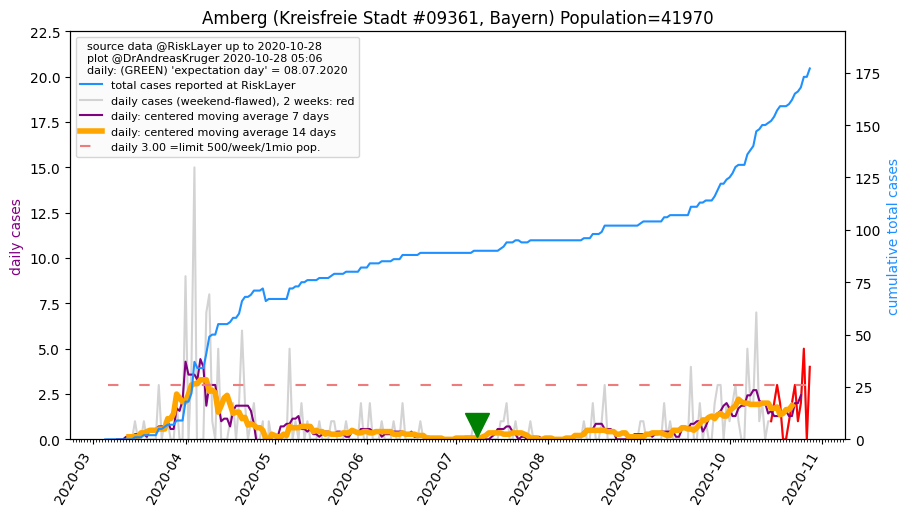 Amberg (Kreisfreie Stadt #09361, Bayern) Population=41970
source data @RiskLayer up to 2020-10-28
plot @DrAndreasKruger 2020-10-28 05:06
daily: (GREEN) 'expectation day' = 08.07.2020
total cases reported at RiskLayer
daily cases (weekend-flawed), 2 weeks: red
daily: centered moving average 7 days
daily: centered moving average 14 days
daily 3.00 =limit 500/week/1mio pop.
daily cases
22.5
20.0
17.5
15.0
12.5
10.0
7.5
5.0
2.5
0.0
cumulative total cases
175
150
125
100
75
50
25
0
2020-03
2020-04
2020-05
2020-06
2020-07
2020-08
2020-09
2020-10
2020-11